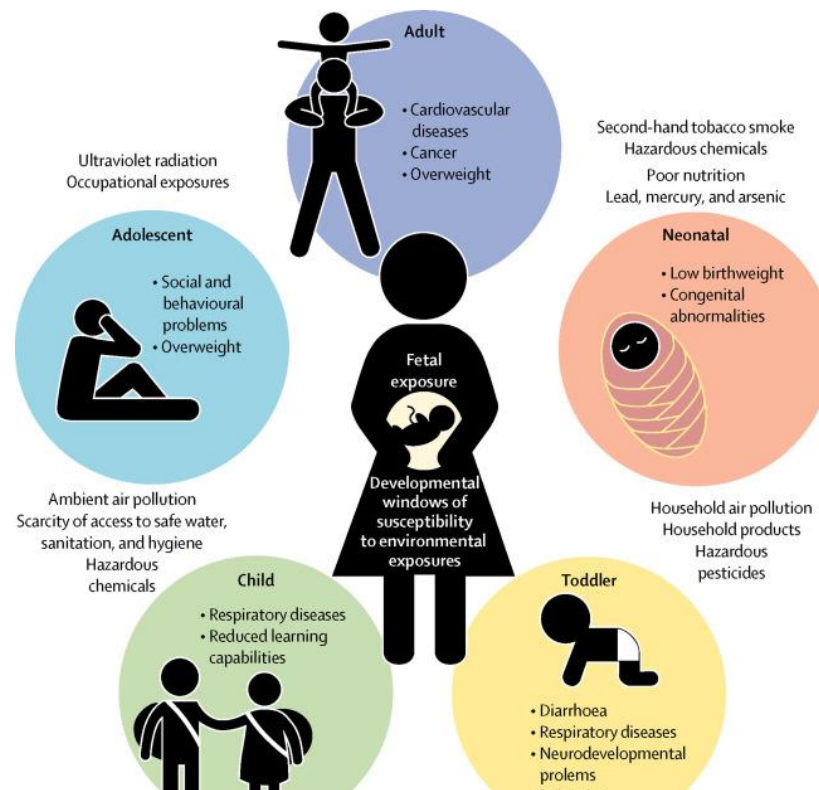 Adult
• Cardiovascular
diseases
• Cancer
• Overweight
Second-hand tobacco smoke
Hazardous chemicals
Poor nutrition
Lead, mercury, and arsenic
Neonatal
• Low birthweight
• Congenital
abnormalities
Household air pollution
Household products
Hazardous
pesticides
Toddler
• Diarrhoea
• Respiratory diseases
• Neurodevelopmental
prolems
Child
• Respiratory diseases
• Reduced learning
capabilities
Ambient air pollution
Scarcity of access to safe water,
sanitation, and hygiene
Hazardous
chemicals
Adolescent
• Social and
behavioural
problems
• Overweight
Ultraviolet radiation
Occupational exposures
Fetal
exposure
Developmental
windows of
susceptibility
to environmental
exposures